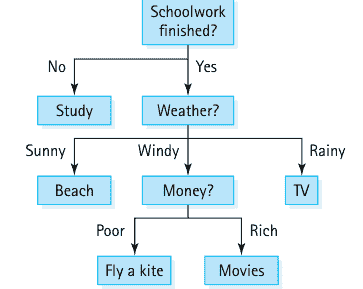 Schoolwork
finished?
No
Yes
Study
Weather?
Sunny
Windy
Rainy
Beach
Money?
TV
Poor
Rich
Fly a kite
Movies